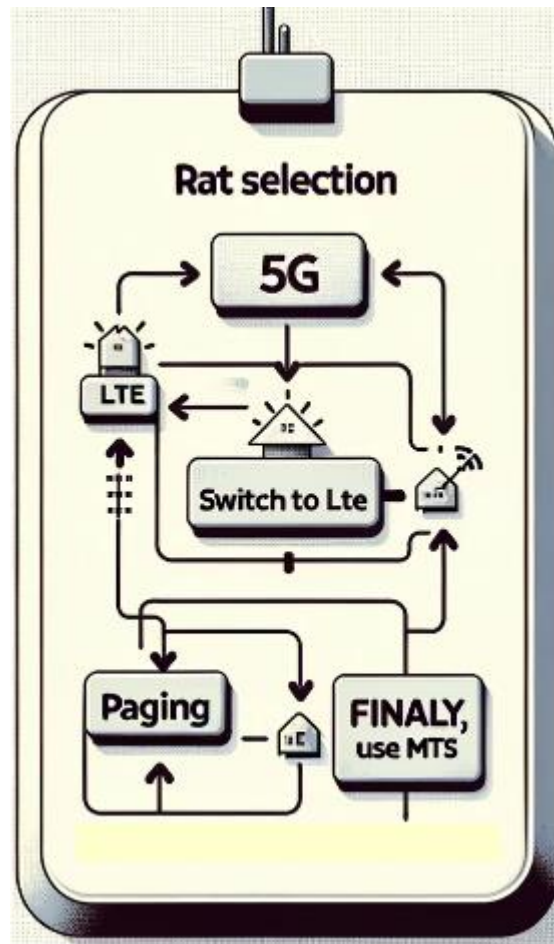 Rat selection
5G
LTE
Switch to Lte
Paging
FINALY,
use MTS